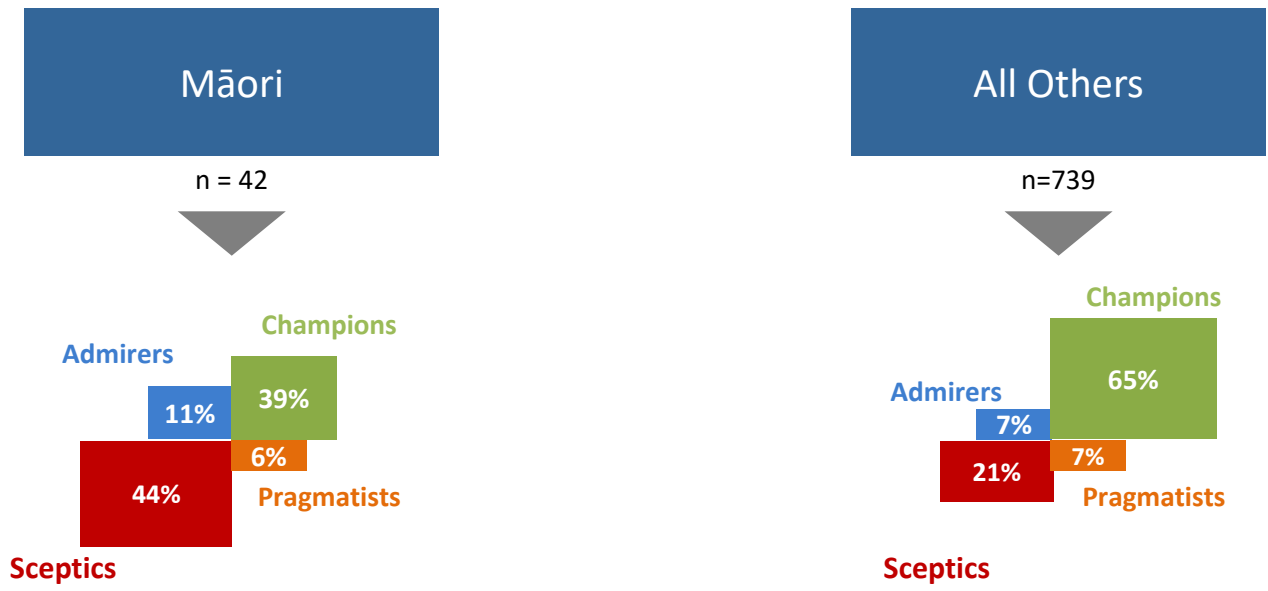 Māori
n = 42
Champions
Admirers
39%
11%
6%
44%
Pragmatists
Sceptics
All Others
n=739
Champions
65%
Admirers
7%
7%
21%
Pragmatists
Sceptics